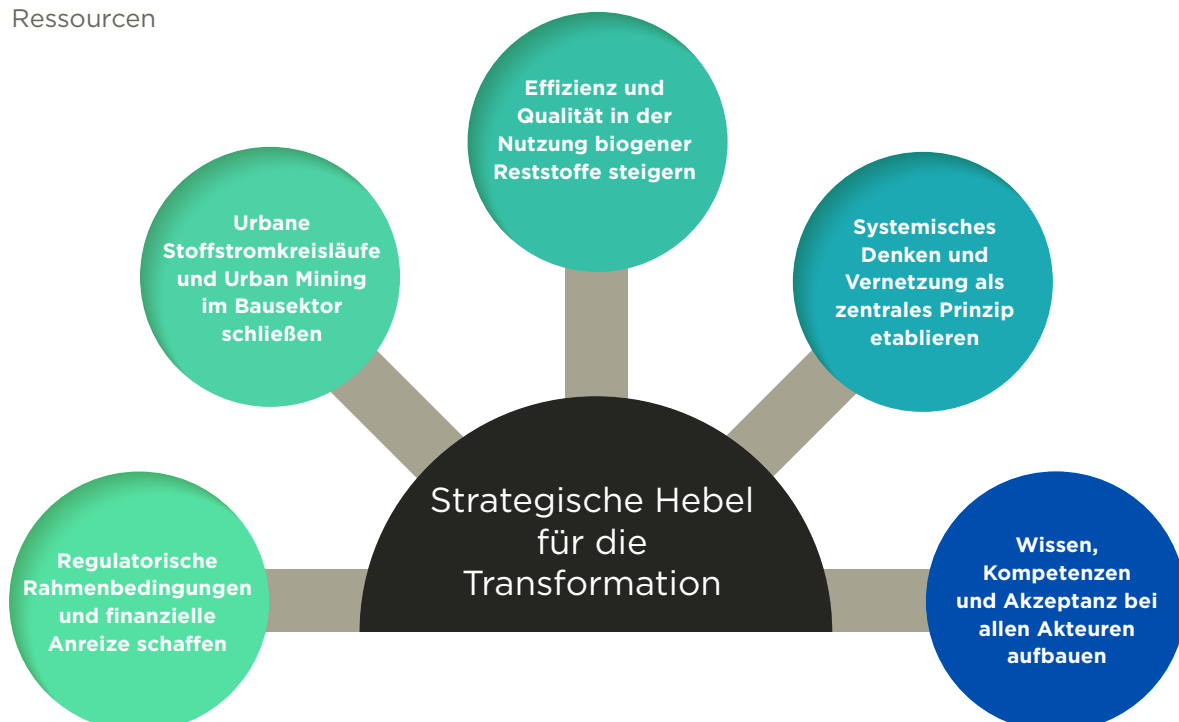 Ressourcen
Effizienz und
Qualität in der
Nutzung biogener
Reststoffe steigern
Urbane
Stoffstromkreisläufe
und Urban Mining
im Bausektor
schließen
Systemisches
Denken und
Vernetzung als
zentrales Prinzip
etablieren
Strategische Hebel
für die
Transformation
Regulatorische
Rahmenbedingungen
und finanzielle
Anreize schaffen
Wissen,
Kompetenzen
und Akzeptanz bei
allen Akteuren
aufbauen